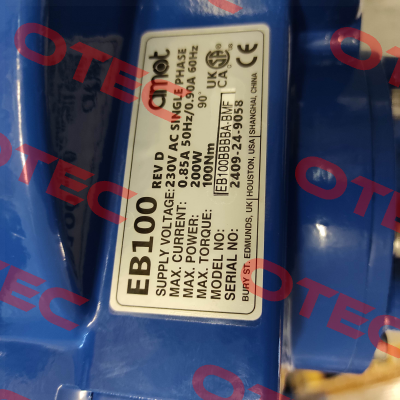 amot
EB100
REV D
SUPPLY VOLTAGE: 230V AC SINGLE PHASE
MAX. CURRENT: 0.85A 50Hz/0.90A 60Hz
MAX. POWER: 200W 90°
MAX. TORQUE: 100Nm
MODEL NO: EB100BBBBA-BMF
SERIAL NO: 2409-24-9058
BURY ST. EDMUNDS, UK | HOUSTON, USA | SHANGHAI, CHINA
UK
CA
CE
OTEC
OTEC
OTEC
OTEC
OTEC